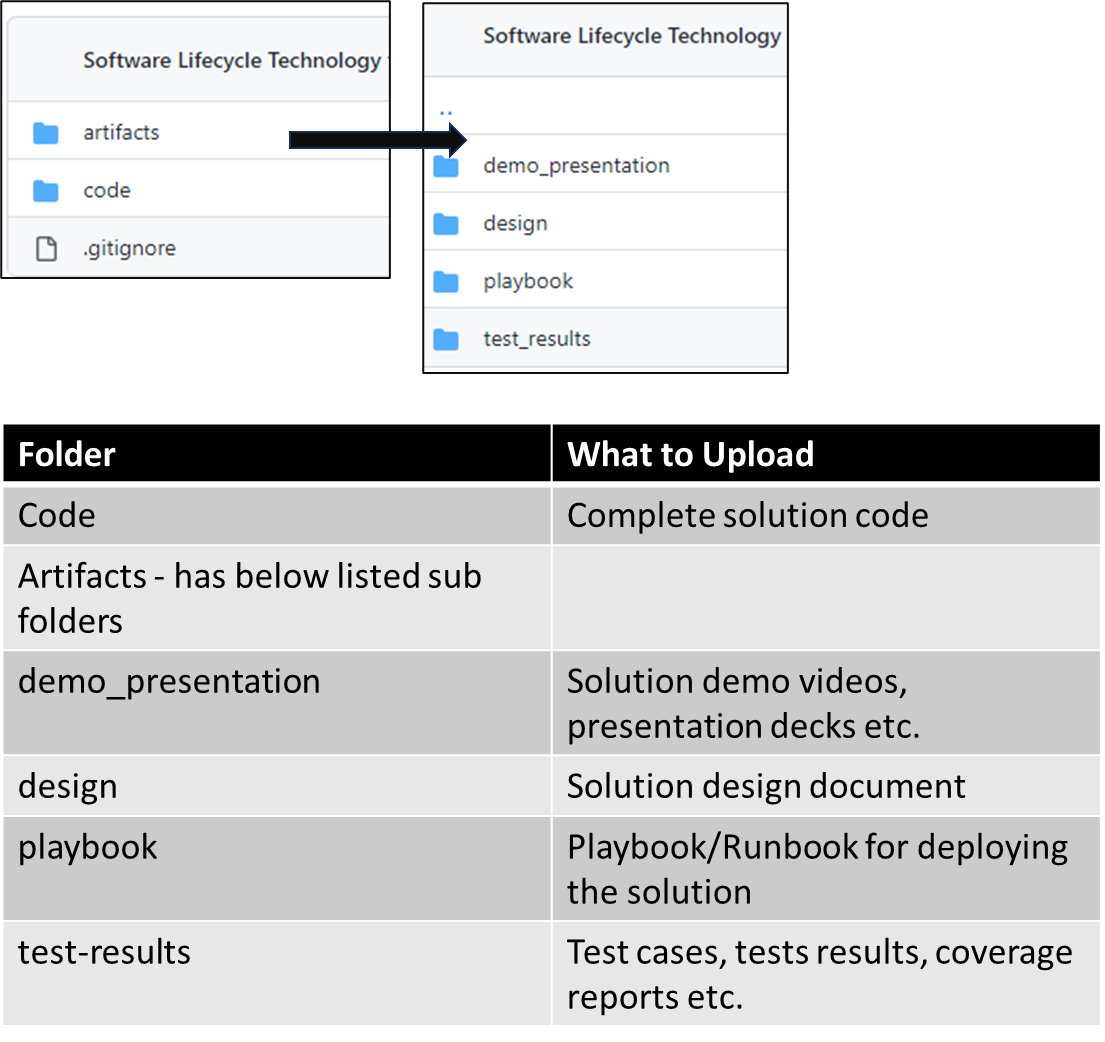 Software Lifecycle Technology
artifacts
code
.gitignore
Software Lifecycle Technology
..
demo_presentation
design
playbook
test_results
Folder
What to Upload
Code
Complete solution code
Artifacts - has below listed sub
folders
demo_presentation
Solution demo videos,
presentation decks etc.
design
Solution design document
playbook
Playbook/Runbook for deploying
the solution
test-results
Test cases, tests results, coverage
reports etc.